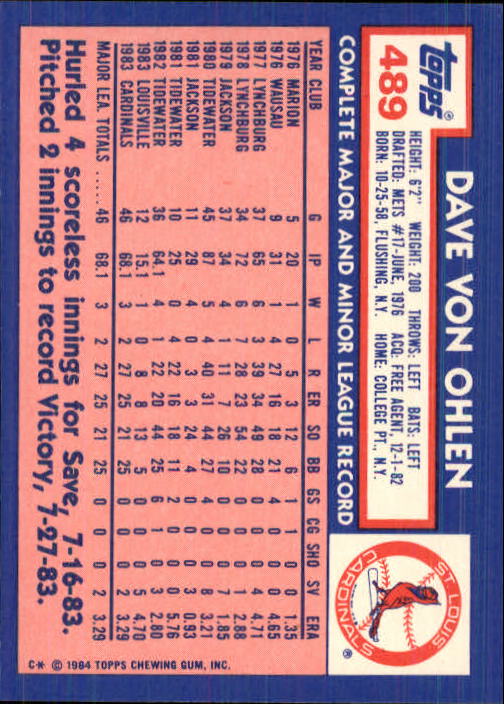 TOPPS®
489
DAVE VON OHLEN
HEIGHT: 6'2" WEIGHT: 200 THROWS: LEFT BATS: LEFT
DRAFTED: METS #17-JUNE, 1976 ACQ: FREE AGENT, 12-1-82
BORN: 10-25-58, FLUSHING, N.Y. HOME: COLLEGE PT., N.Y.
ST. LOUIS
CARDINALS
®
COMPLETE MAJOR AND MINOR LEAGUE RECORD
YEAR CLUB G IP W L R ER SO BB GS CG SHO SV ERA
1976 MARION 5 20 1 0 5 3 12 6 1 0 0 0 1.35
1976 WAUSAU 9 31 1 4 27 16 18 21 4 1 0 0 4.65
1977 LYNCHBURG 37 65 6 3 39 34 49 28 0 0 0 4 4.71
1978 LYNCHBURG 34 72 6 7 28 23 54 22 0 0 0 1 2.88
1979 JACKSON 37 34 4 1 11 7 26 10 0 0 0 7 1.85
1980 TIDEWATER 45 87 5 4 40 31 44 27 4 0 0 8 3.21
1981 JACKSON 11 29 4 0 3 3 24 4 0 0 0 3 0.93
1981 TIDEWATER 10 25 0 4 22 16 18 11 2 0 0 0 5.76
1982 TIDEWATER 36 64.1 4 1 22 20 44 25 6 1 0 3 2.80
1983 LOUISVILLE 12 15.1 1 0 8 8 13 5 0 0 0 5 4.70
1983 CARDINALS 46 68.1 3 2 27 25 21 25 0 0 0 2 3.29
MAJOR LEA. TOTALS ..... 46 68.1 3 2 27 25 21 25 0 0 0 2 3.29
Hurled 4 scoreless innings for Save, 7-16-83.
Pitched 2 innings to record Victory, 7-27-83.
C* © 1984 TOPPS CHEWING GUM, INC.